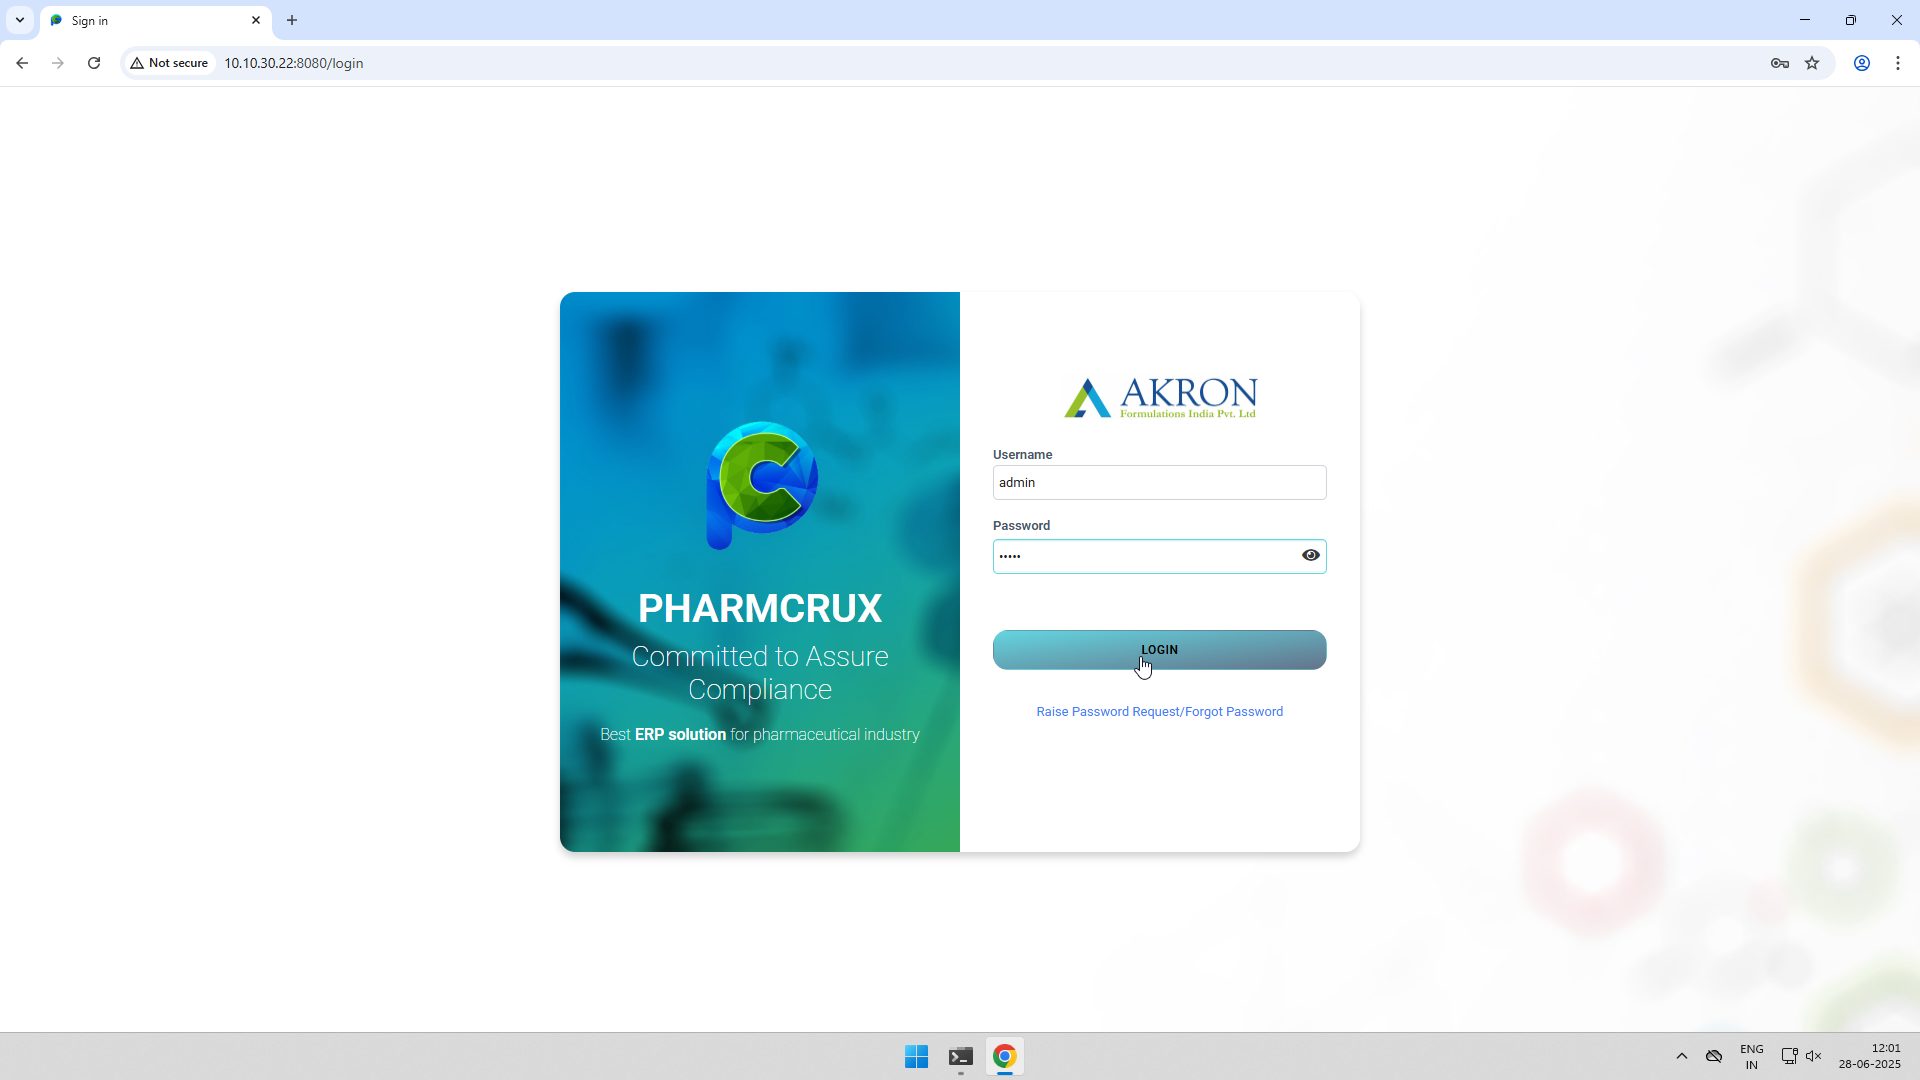 Sign in
Not secure
10.10.30.22:8080/login
AKRON
Formulations India Pvt. Ltd
Username
admin
Password
•••••
LOGIN
Raise Password Request/Forgot Password
PHARMCRUX
Committed to Assure
Compliance
Best ERP solution for pharmaceutical industry
ENG
IN
12:01
28-06-2025